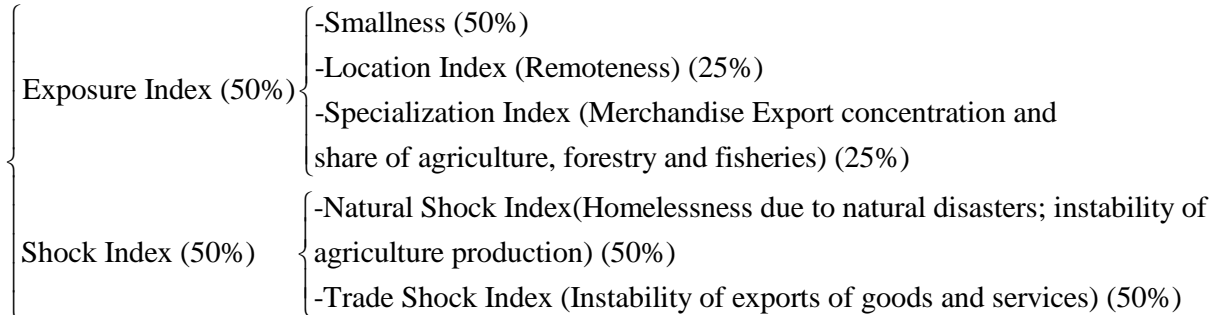 Exposure Index (50%)
-Smallness (50%)
-Location Index (Remoteness) (25%)
-Specialization Index (Merchandise Export concentration and
share of agriculture, forestry and fisheries) (25%)
Shock Index (50%)
-Natural Shock Index(Homelessness due to natural disasters; instability of
agriculture production) (50%)
-Trade Shock Index (Instability of exports of goods and services) (50%)